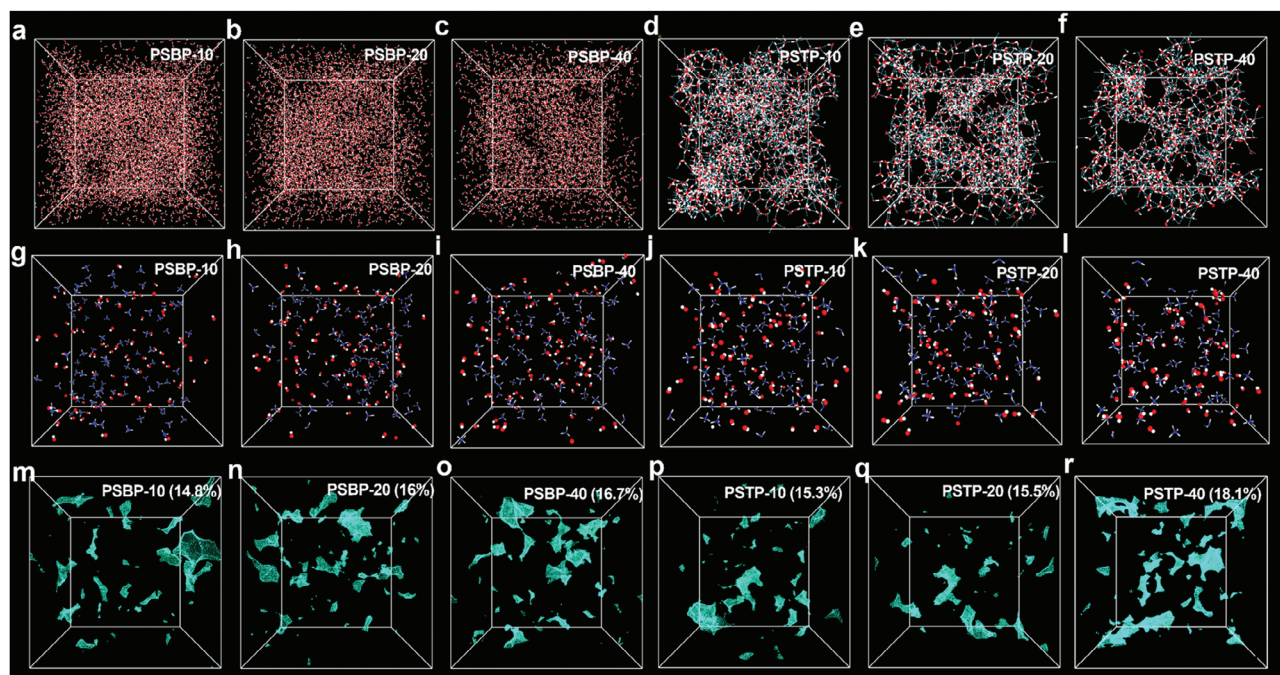 a
PSBP-10
b
PSBP-20
c
PSBP-40
d
PSTP-10
e
PSTP-20
f
PSTP-40
g
PSBP-10
h
PSBP-20
i
PSBP-40
j
PSTP-10
k
PSTP-20
l
PSTP-40
m
PSBP-10 (14.8%)
n
PSBP-20 (16%)
o
PSBP-40 (16.7%)
p
PSTP-10 (15.3%)
q
PSTP-20 (15.5%)
r
PSTP-40 (18.1%)